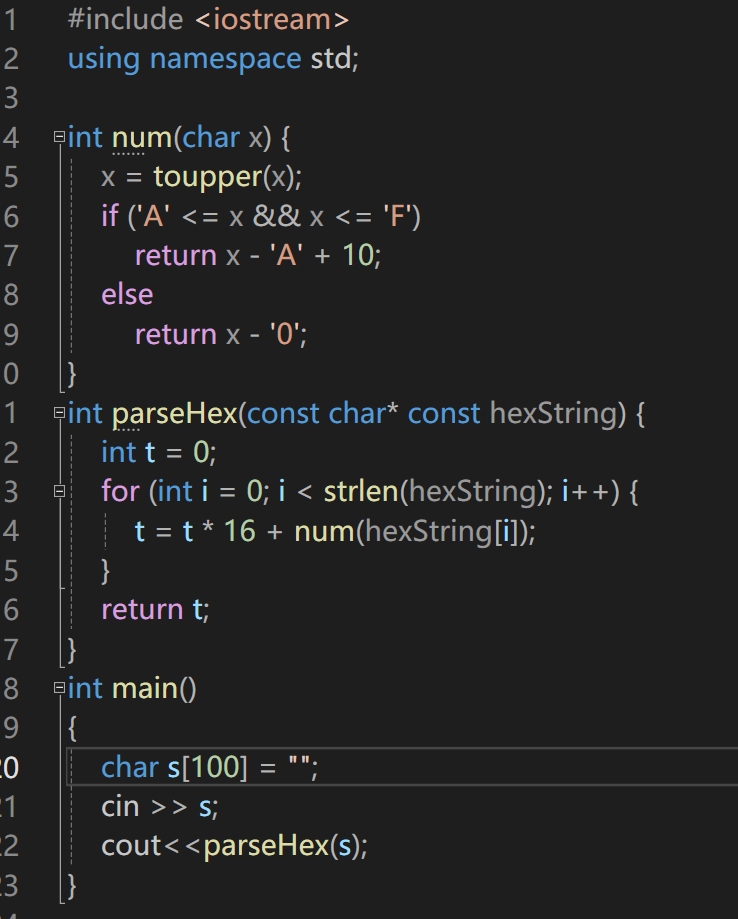 1 #include <iostream>
2 using namespace std;
3
4 int num(char x) {
5 x = toupper(x);
6 if ('A' <= x && x <= 'F')
7 return x - 'A' + 10;
8 else
9 return x - '0';
0 }
1 int parseHex(const char* const hexString) {
2 int t = 0;
3 for (int i = 0; i < strlen(hexString); i++) {
4 t = t * 16 + num(hexString[i]);
5 }
6 return t;
7 }
8 int main()
9 {
20 char s[100] = "";
21 cin >> s;
22 cout<<parseHex(s);
23 }